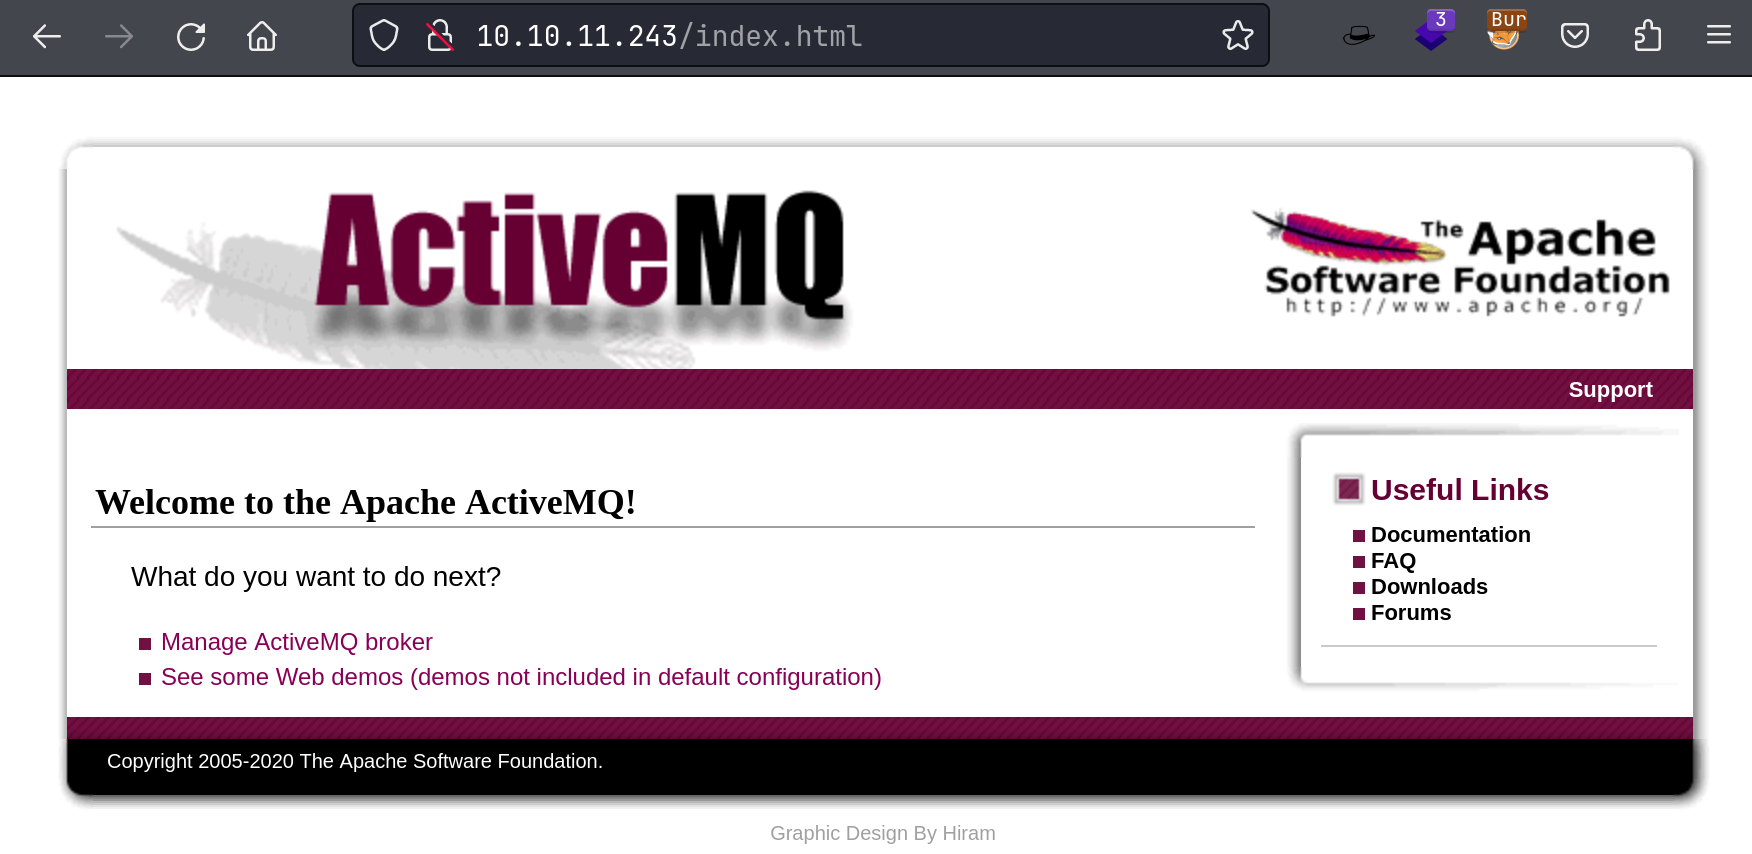 10.10.11.243/index.html
3
Bur
ActiveMQ
The Apache
Software Foundation
http://www.apache.org/
Support
Welcome to the Apache ActiveMQ!
What do you want to do next?
Manage ActiveMQ broker
See some Web demos (demos not included in default configuration)
Useful Links
Documentation
FAQ
Downloads
Forums
Copyright 2005-2020 The Apache Software Foundation.
Graphic Design By Hiram